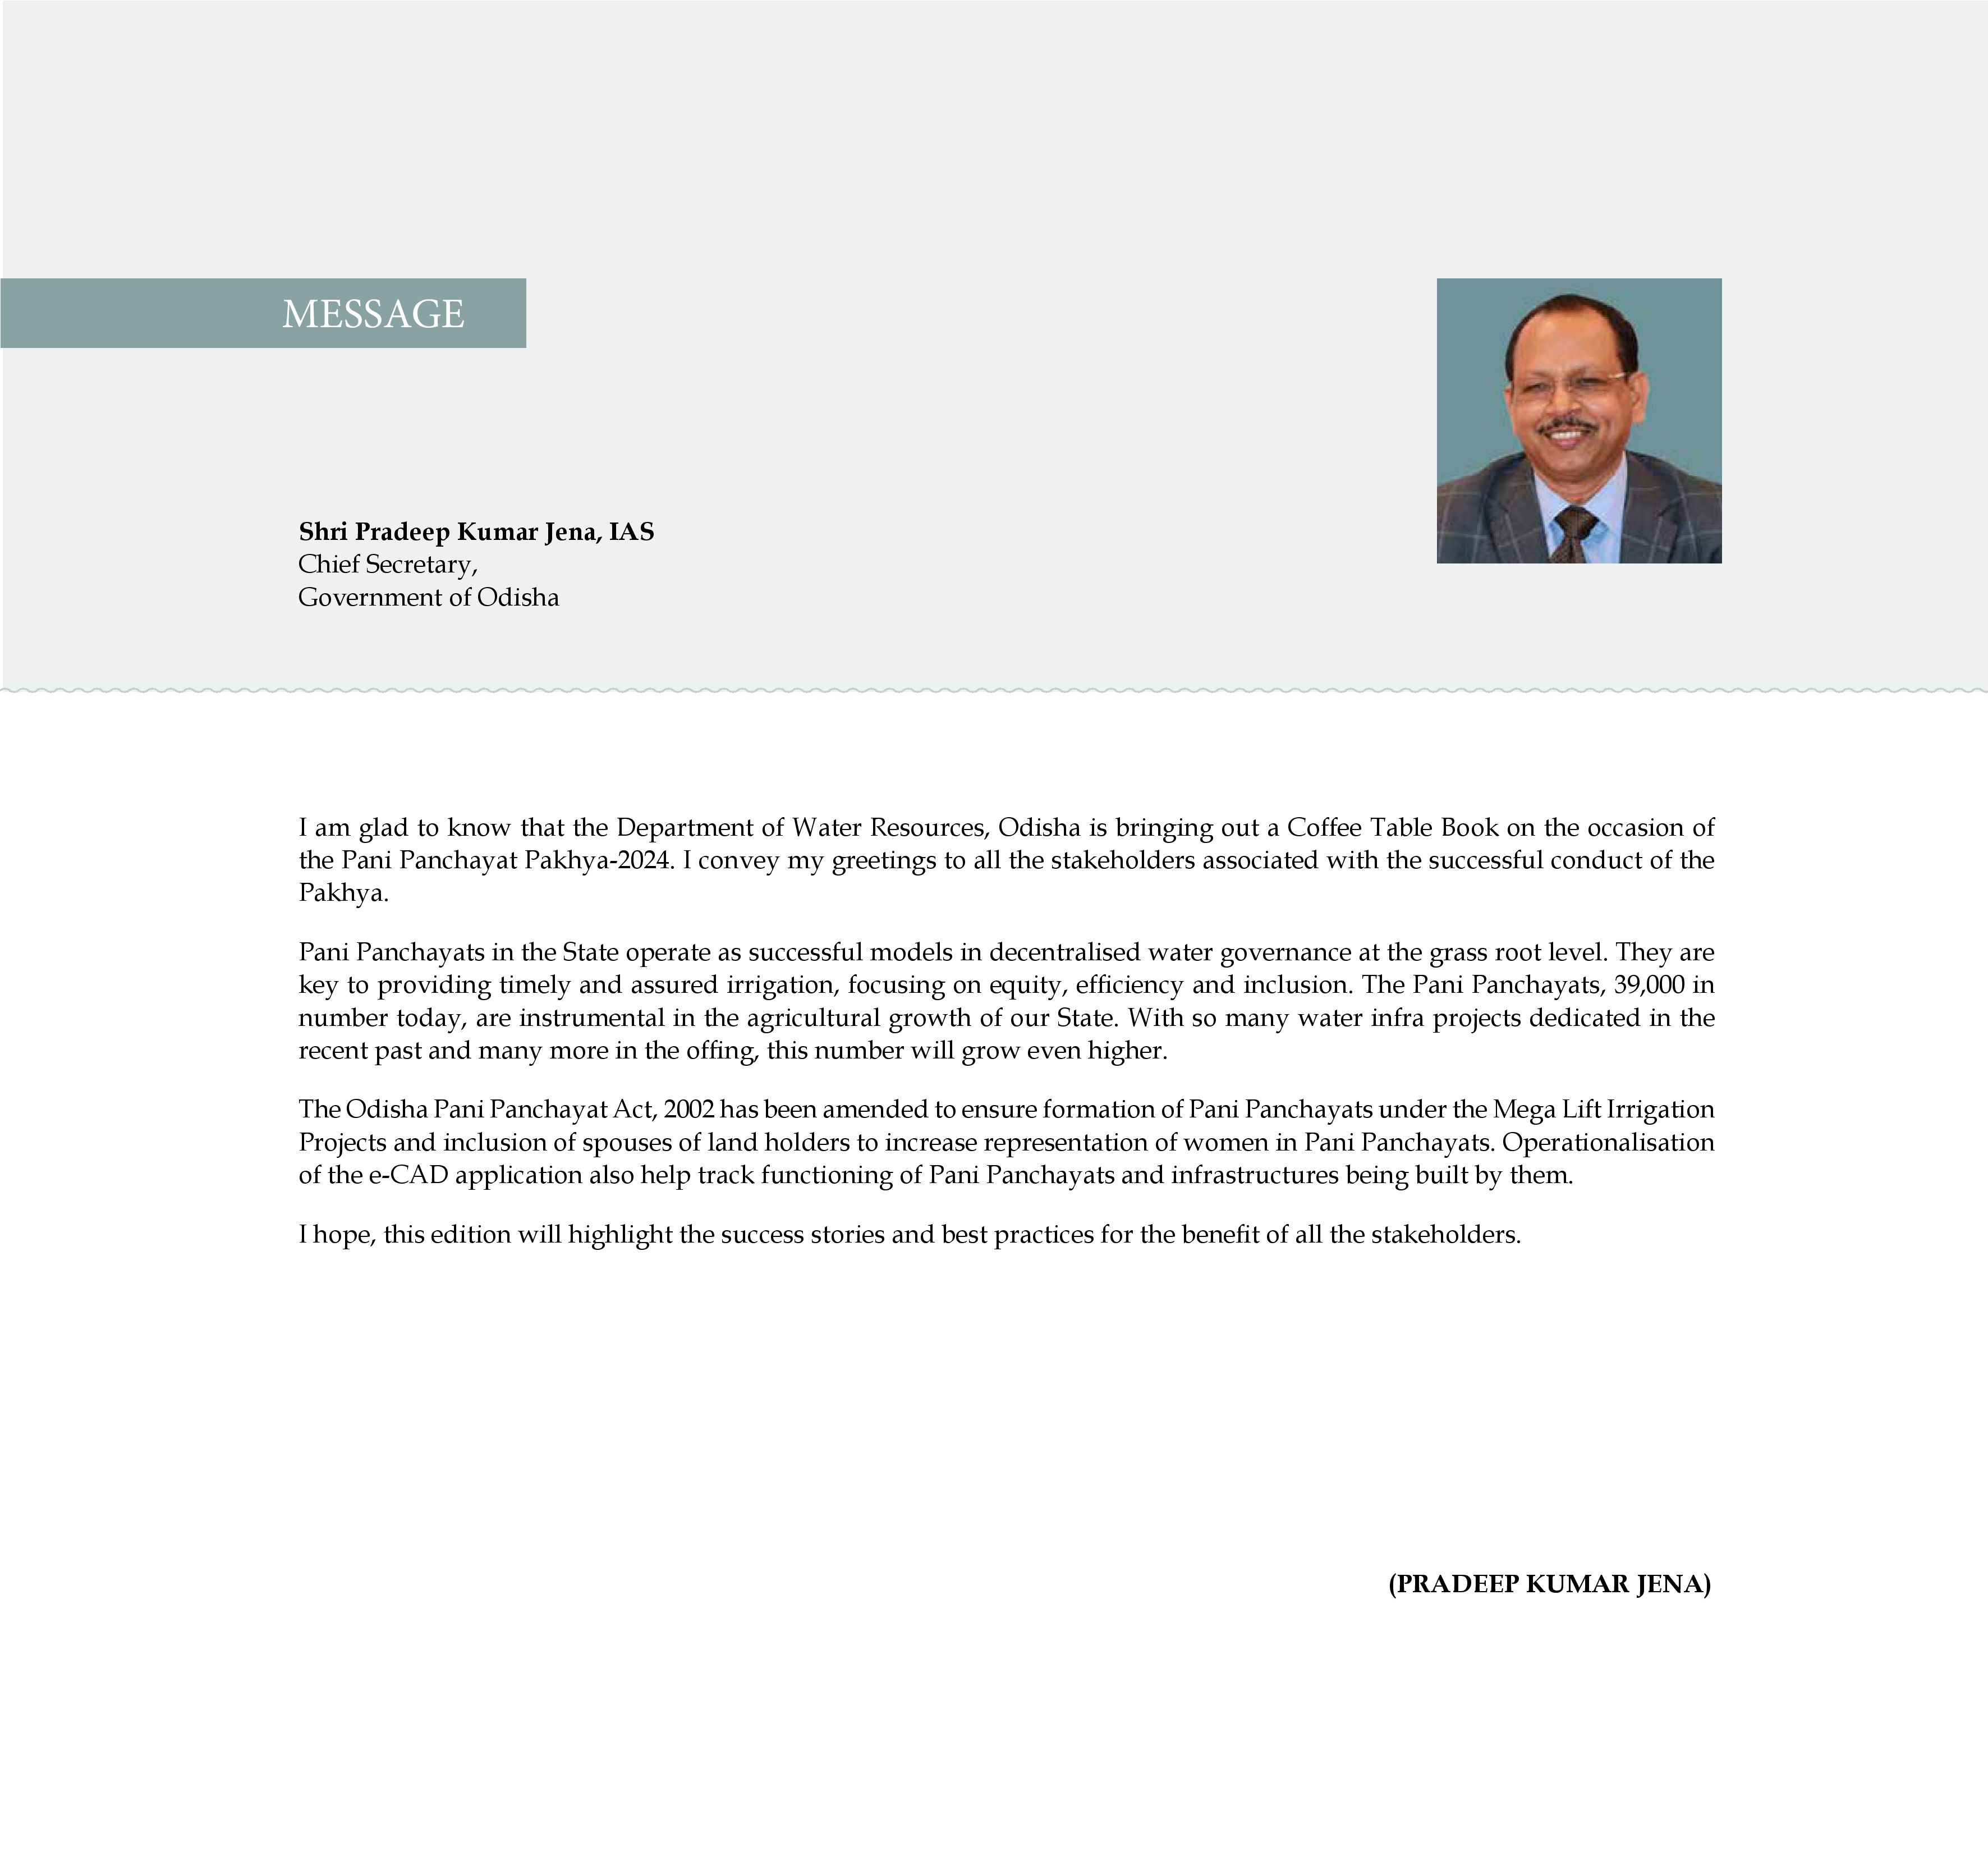 MESSAGE
Shri Pradeep Kumar Jena, IAS
Chief Secretary,
Government of Odisha
I am glad to know that the Department of Water Resources, Odisha is bringing out a Coffee Table Book on the occasion of
the Pani Panchayat Pakhya-2024. I convey my greetings to all the stakeholders associated with the successful conduct of the
Pakhya.
Pani Panchayats in the State operate as successful models in decentralised water governance at the grass root level. They are
key to providing timely and assured irrigation, focusing on equity, efficiency and inclusion. The Pani Panchayats, 39,000 in
number today, are instrumental in the agricultural growth of our State. With so many water infra projects dedicated in the
recent past and many more in the offing, this number will grow even higher.
The Odisha Pani Panchayat Act, 2002 has been amended to ensure formation of Pani Panchayats under the Mega Lift Irrigation
Projects and inclusion of spouses of land holders to increase representation of women in Pani Panchayats. Operationalisation
of the e-CAD application also help track functioning of Pani Panchayats and infrastructures being built by them.
I hope, this edition will highlight the success stories and best practices for the benefit of all the stakeholders.
(PRADEEP KUMAR JENA)